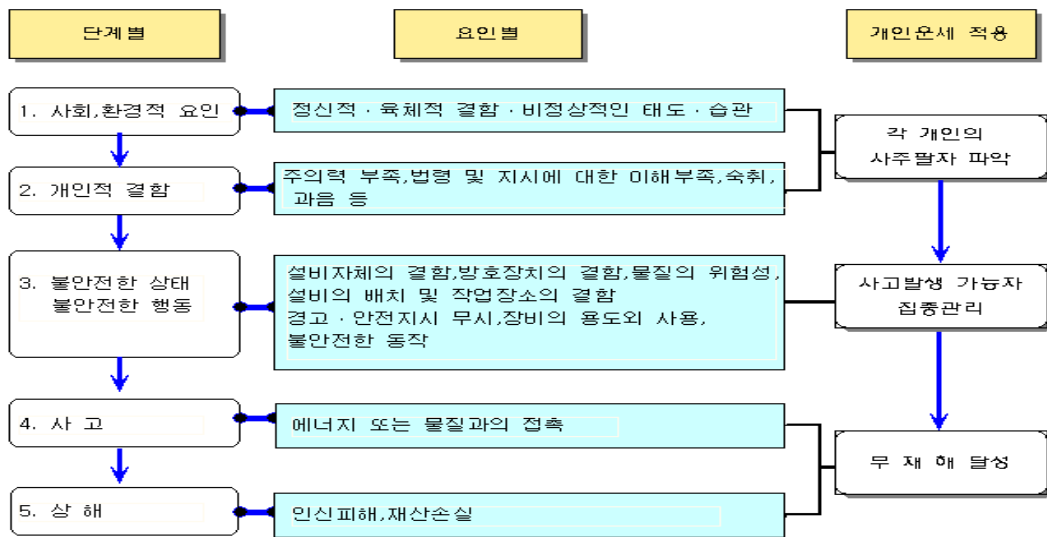 단계별
요인별
개인운세 적용
1. 사회,환경적 요인
정신적·육체적 결함·비정상적인 태도·습관
각 개인의
사주팔자 파악
2. 개인적 결함
주의력 부족,법령 및 지시에 대한 이해부족,숙취,
과음 등
3. 불안전한 상태
불안전한 행동
설비자체의 결함,방호장치의 결함,물질의 위험성,
설비의 배치 및 작업장소의 결함
경고·안전지시 무시,장비의 용도외 사용,
불안전한 동작
사고발생 가능자
집중관리
4. 사 고
에너지 또는 물질과의 접촉
무 재 해 달성
5. 상 해
인신피해,재산손실